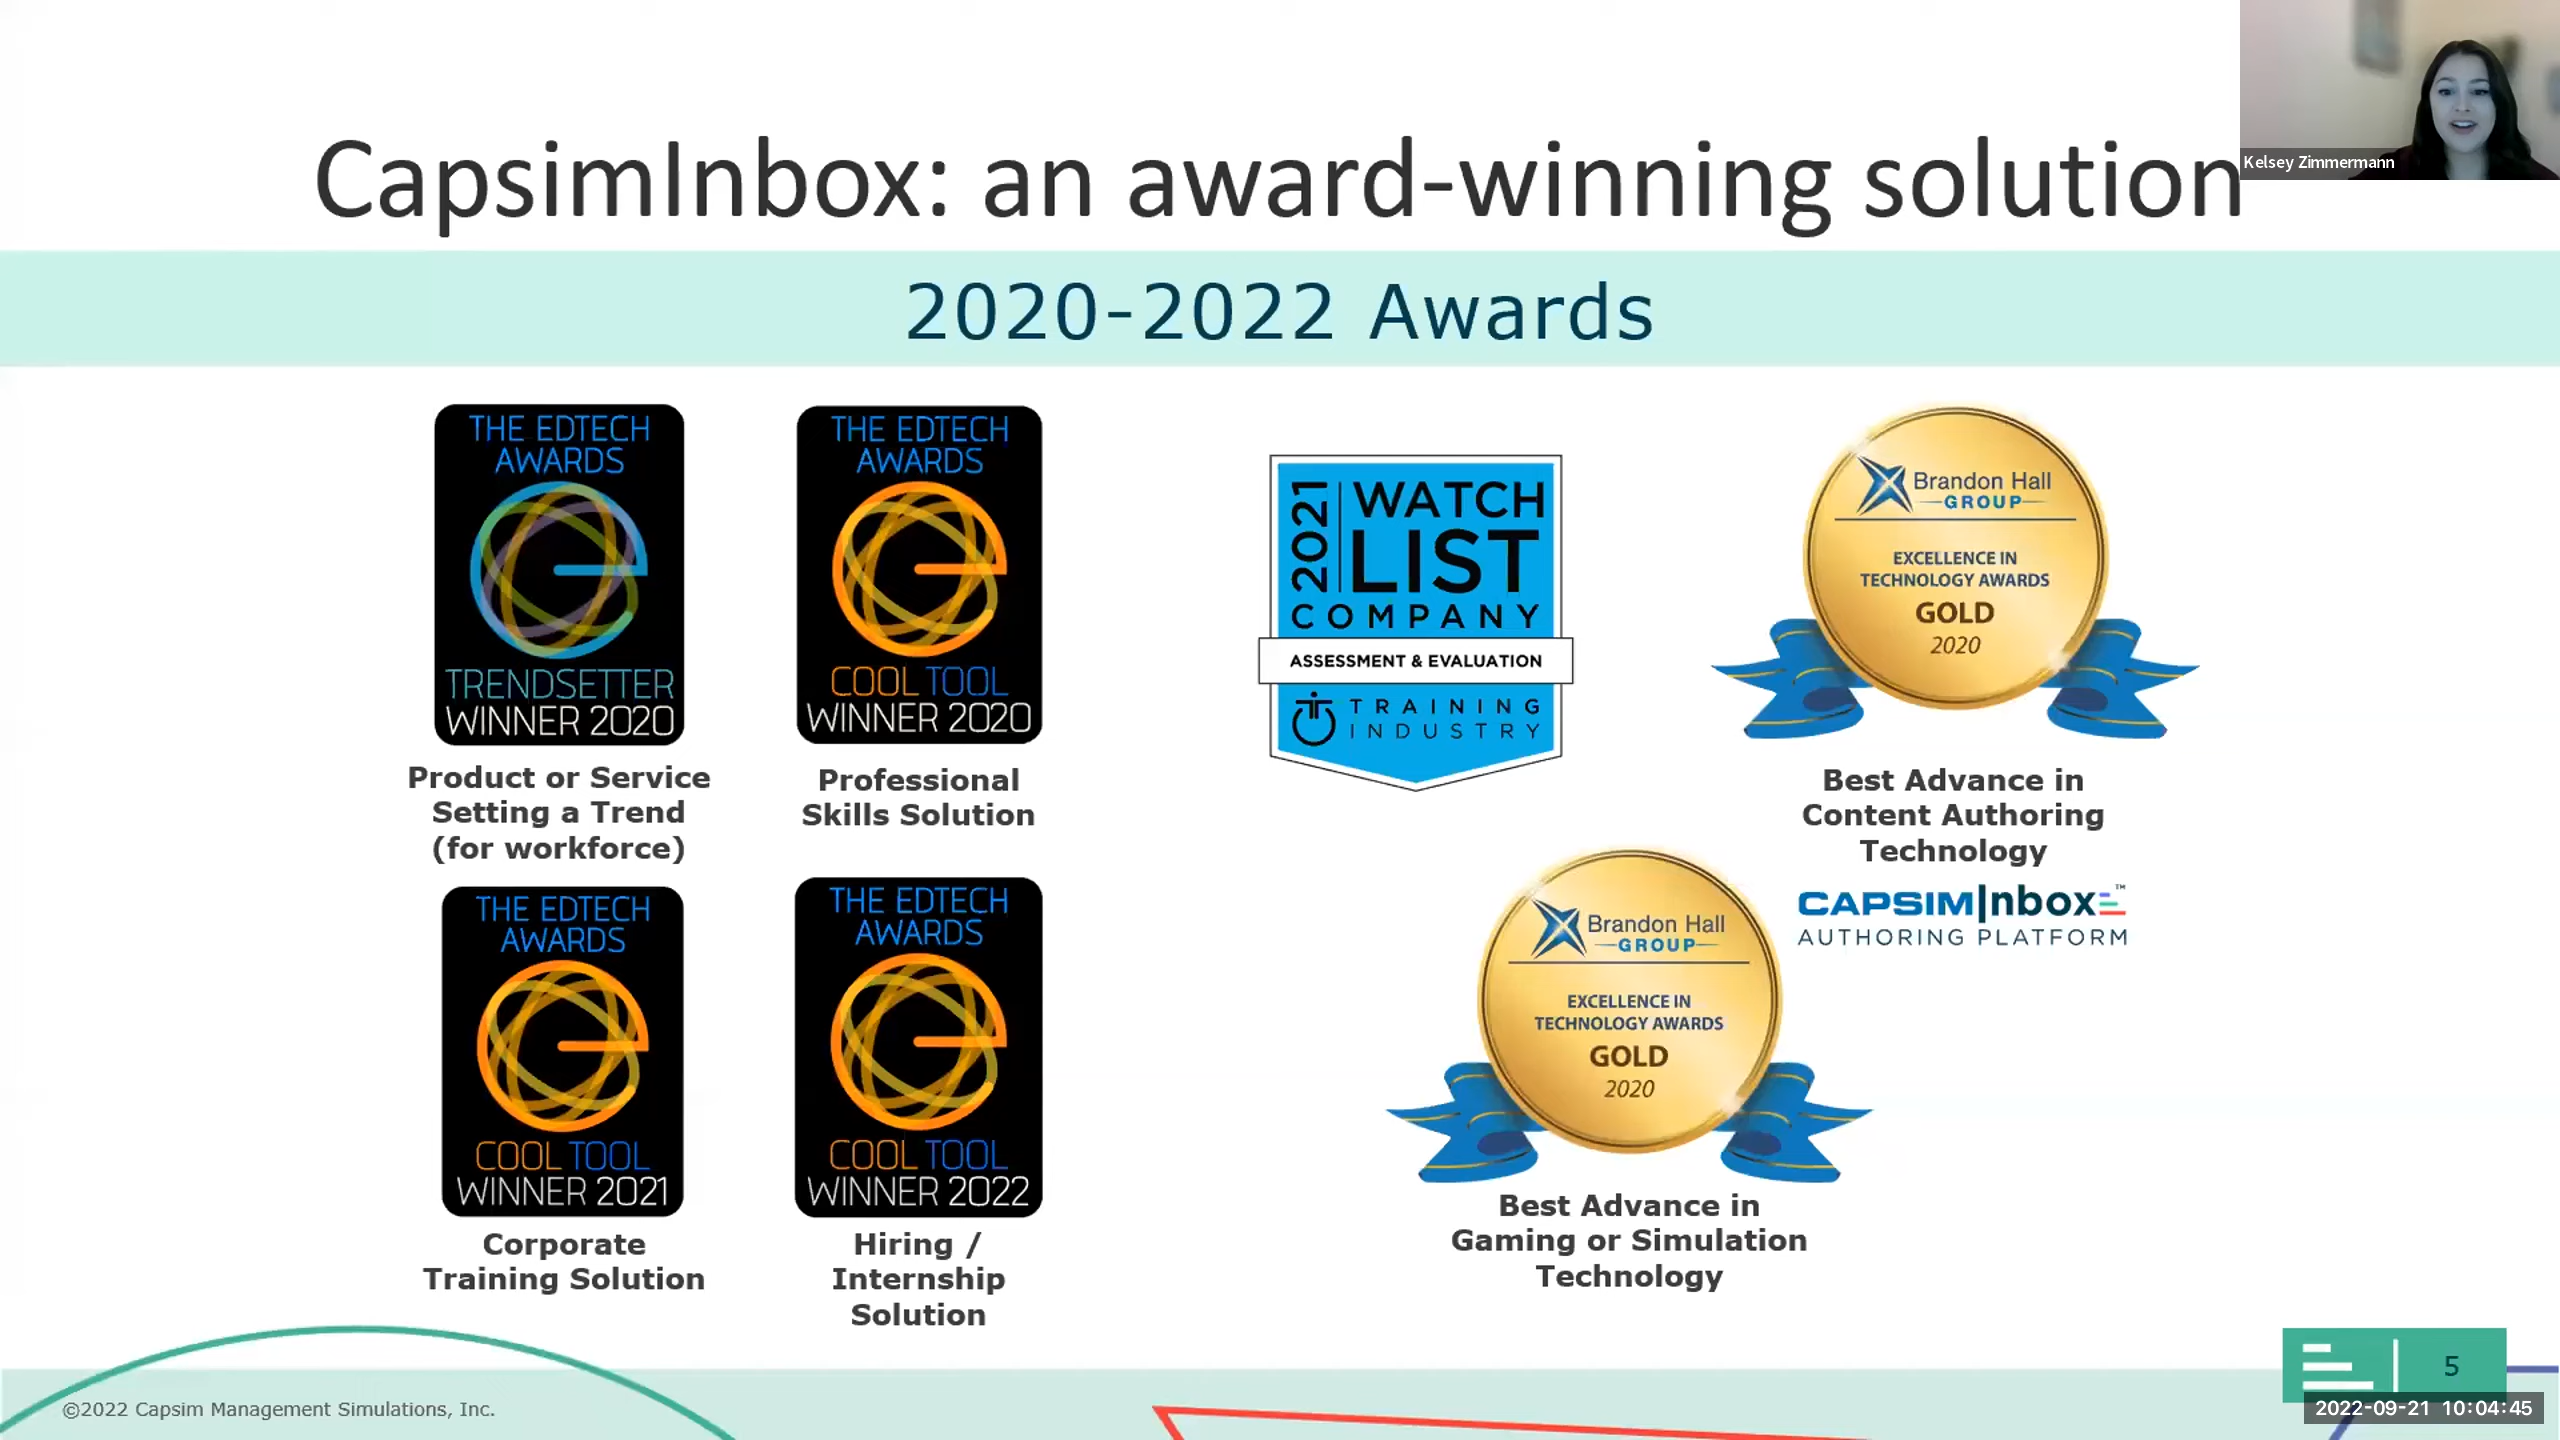 Kelsey Zimmermann
CapsimInbox: an award-winning solution
2020-2022 Awards
THE EDTECH
AWARDS
TRENDSETTER
WINNER 2020
Product or Service
Setting a Trend
(for workforce)
THE EDTECH
AWARDS
COOL TOOL
WINNER 2020
Professional
Skills Solution
2021
WATCH
LIST
COMPANY
ASSESSMENT & EVALUATION
TRAINING
INDUSTRY
Brandon Hall
GROUP
EXCELLENCE IN
TECHNOLOGY AWARDS
GOLD
2020
Best Advance in
Content Authoring
Technology
CAPSIMInbox™
AUTHORING PLATFORM
THE EDTECH
AWARDS
COOL TOOL
WINNER 2021
Corporate
Training Solution
THE EDTECH
AWARDS
COOL TOOL
WINNER 2022
Hiring /
Internship
Solution
Brandon Hall
GROUP
EXCELLENCE IN
TECHNOLOGY AWARDS
GOLD
2020
Best Advance in
Gaming or Simulation
Technology
5
©2022 Capsim Management Simulations, Inc.
2022-09-21 10:04:45